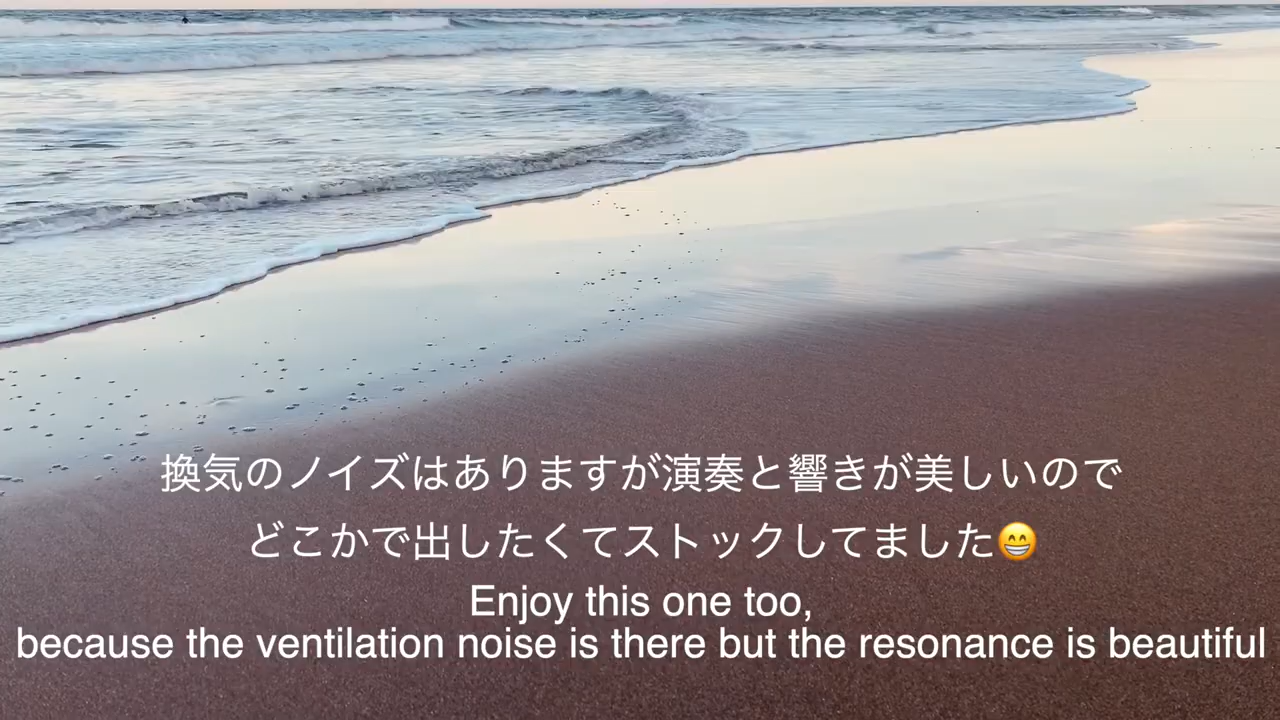 換気のノイズはありますが演奏と響きが美しいので
どこかで出したくてストックしてました😁
Enjoy this one too,
because the ventilation noise is there but the resonance is beautiful